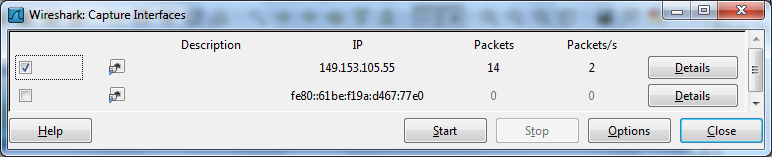 Wireshark: Capture Interfaces
Description IP Packets Packets/s
149.153.105.55 14 2 Details
fe80::61be:f19a:d467:77e0 0 0 Details
Help Start Stop Options Close